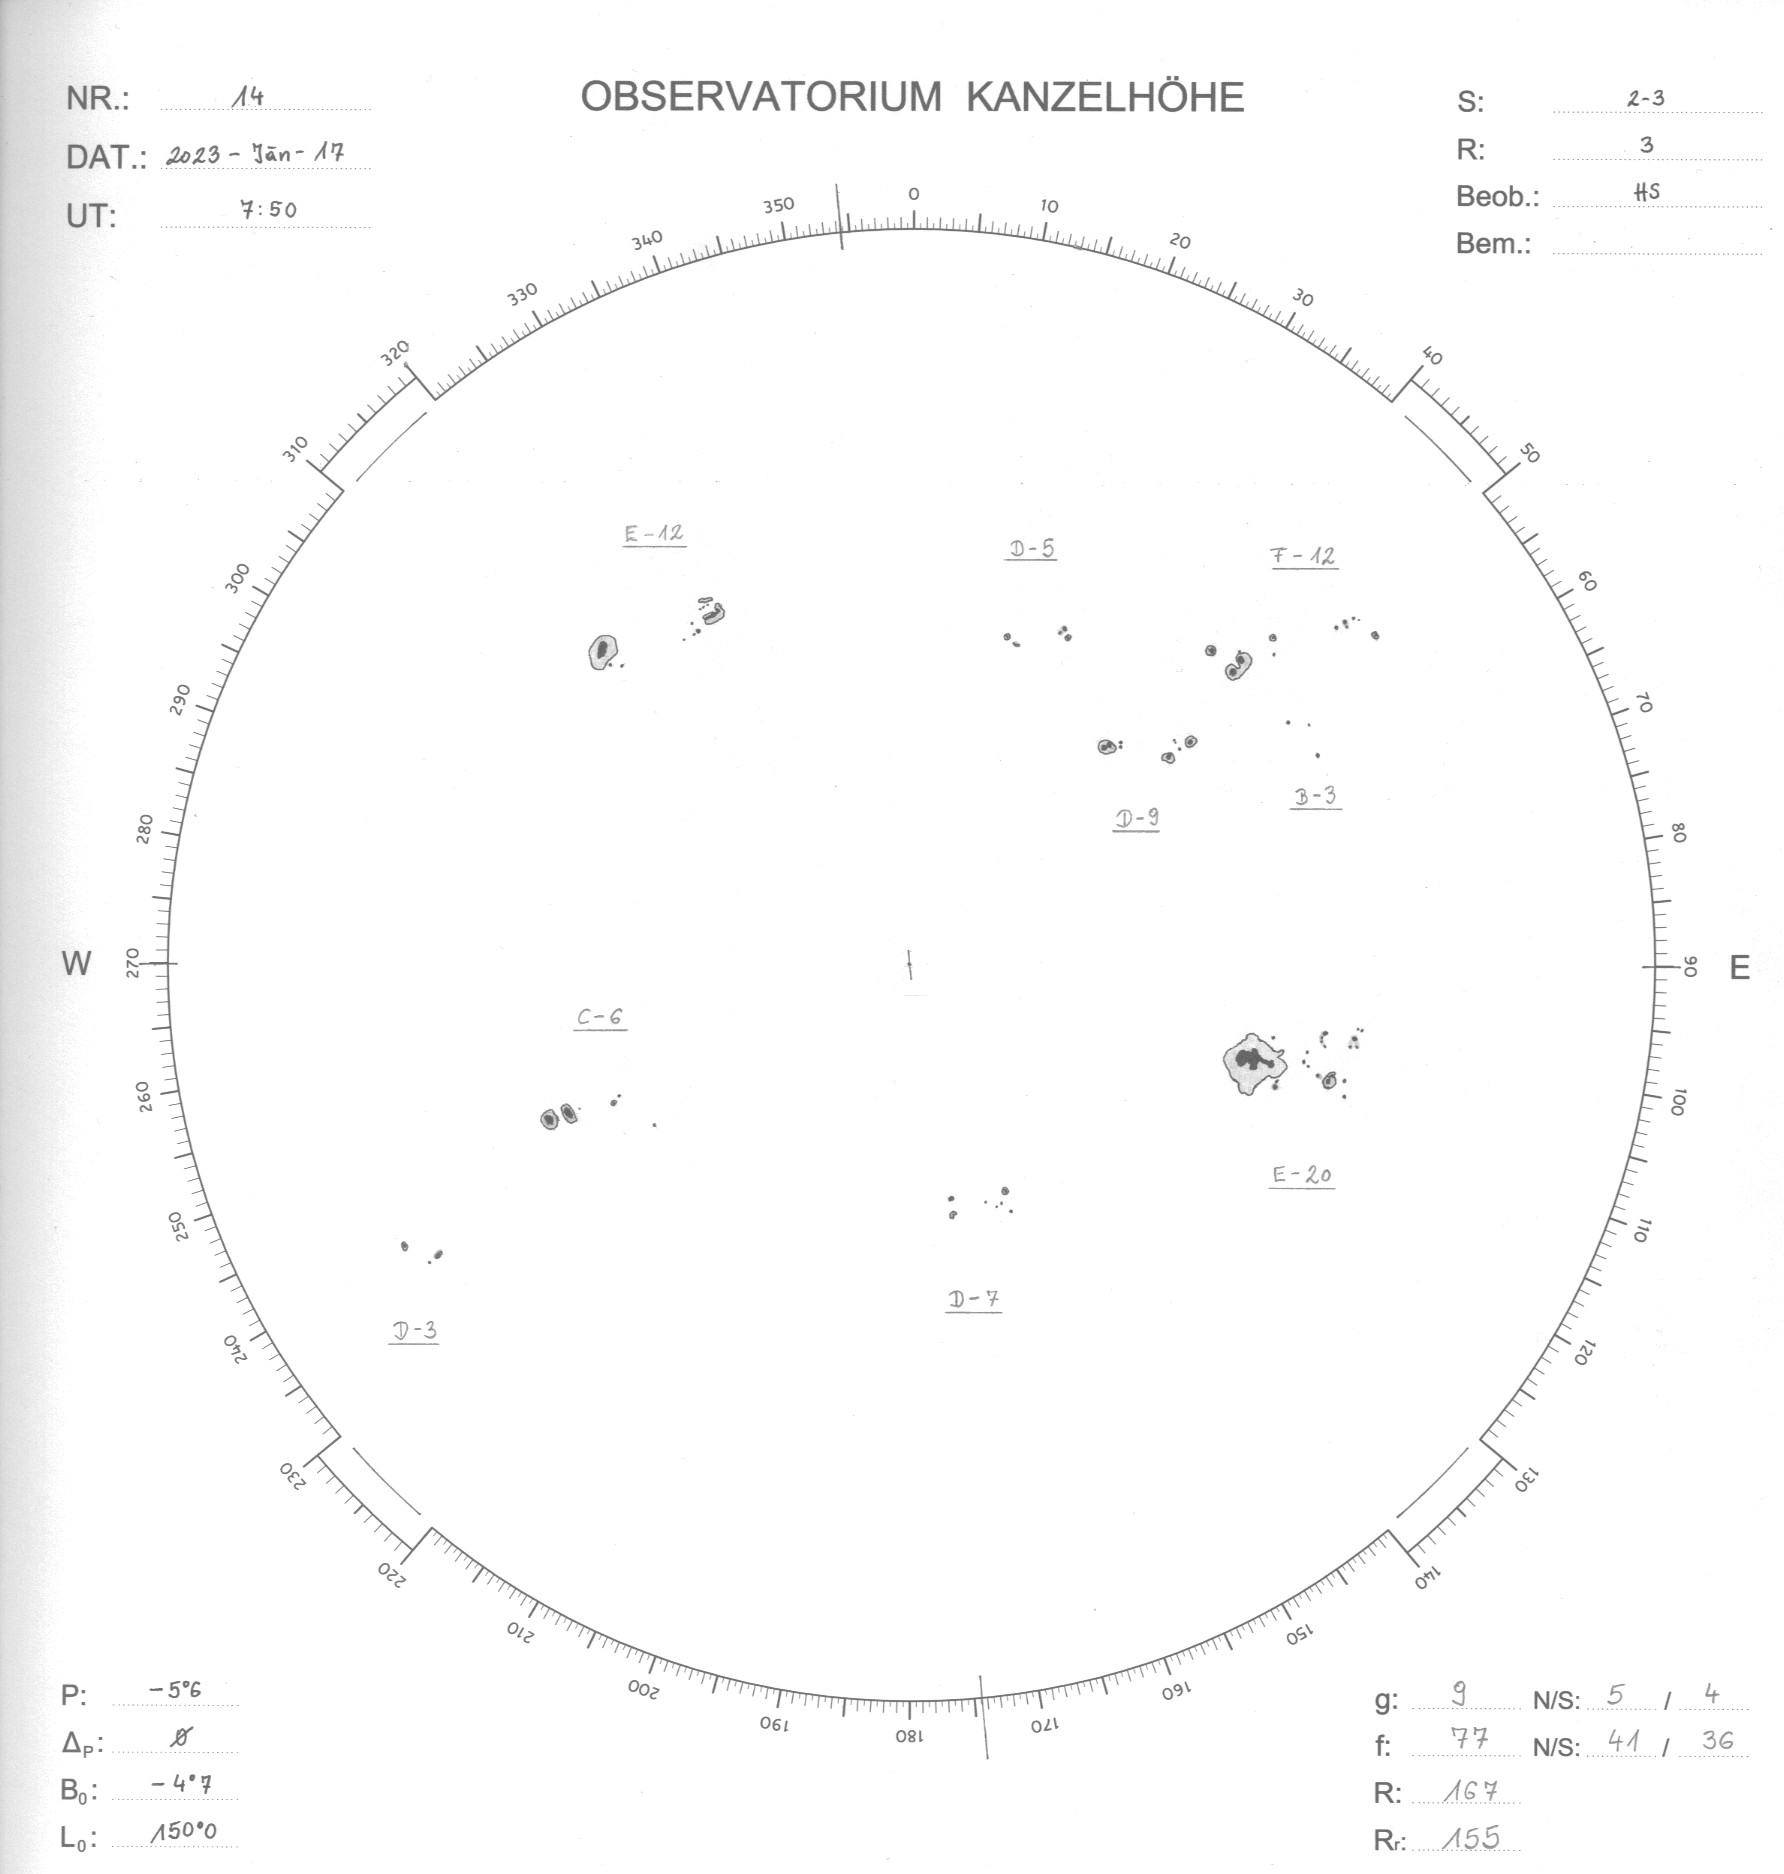 OBSERVATORIUM KANZELHÖHE
NR.: 14
DAT.: 2023-Jän-17
UT: 7:50
S: 2-3
R: 3
Beob.: HS
Bem.:
0
10
20
30
40
50
60
70
80
90
E
100
110
120
130
140
150
160
170
180
190
200
210
220
230
240
250
260
270
W
280
290
300
310
320
330
340
350
E-12
D-5
F-12
D-9
B-3
C-6
E-20
D-7
D-3
P: -5°6
ΔP: Ø
B0: -4°7
L0: 150°0
g: 9 N/S: 5 / 4
f: 77 N/S: 41 / 36
R: 167
Rr: 155